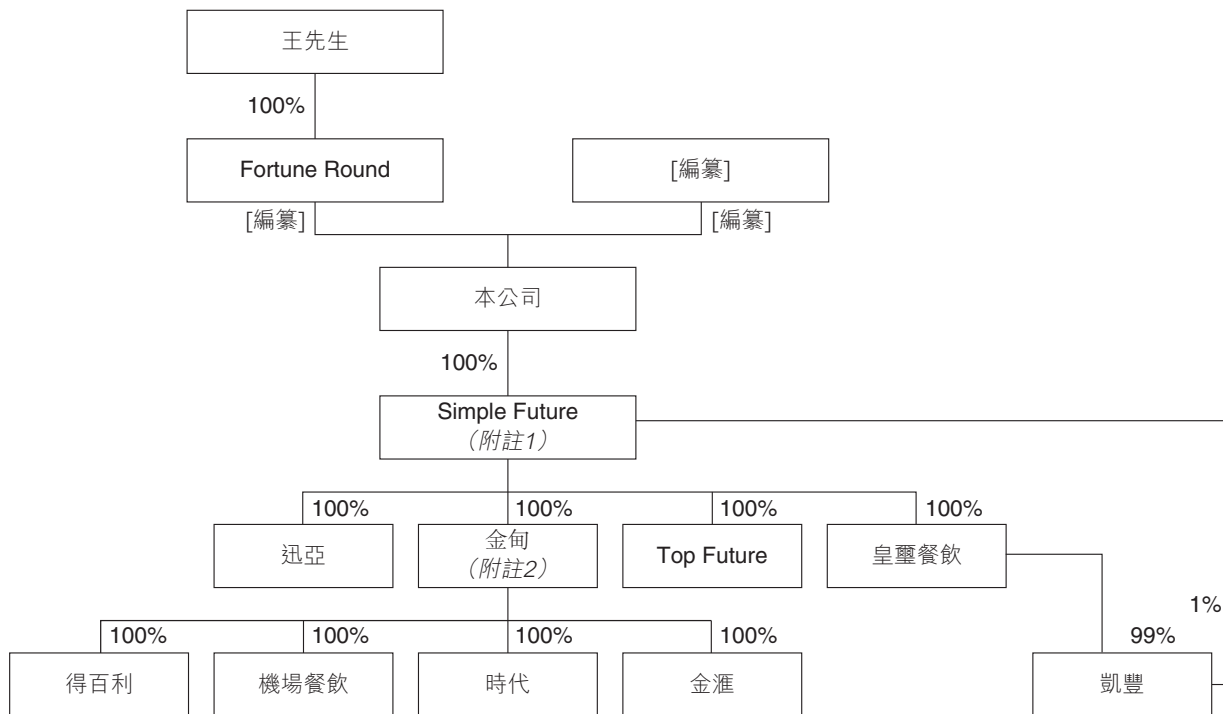 王先生
100%
Fortune Round
[編纂]
[編纂]
[編纂]
本公司
100%
Simple Future
（附註1）
100%
100%
100%
100%
迅亞
金甸
（附註2）
Top Future
皇璽餐飲
1%
100%
100%
100%
100%
99%
得百利
機場餐飲
時代
金滙
凱豐